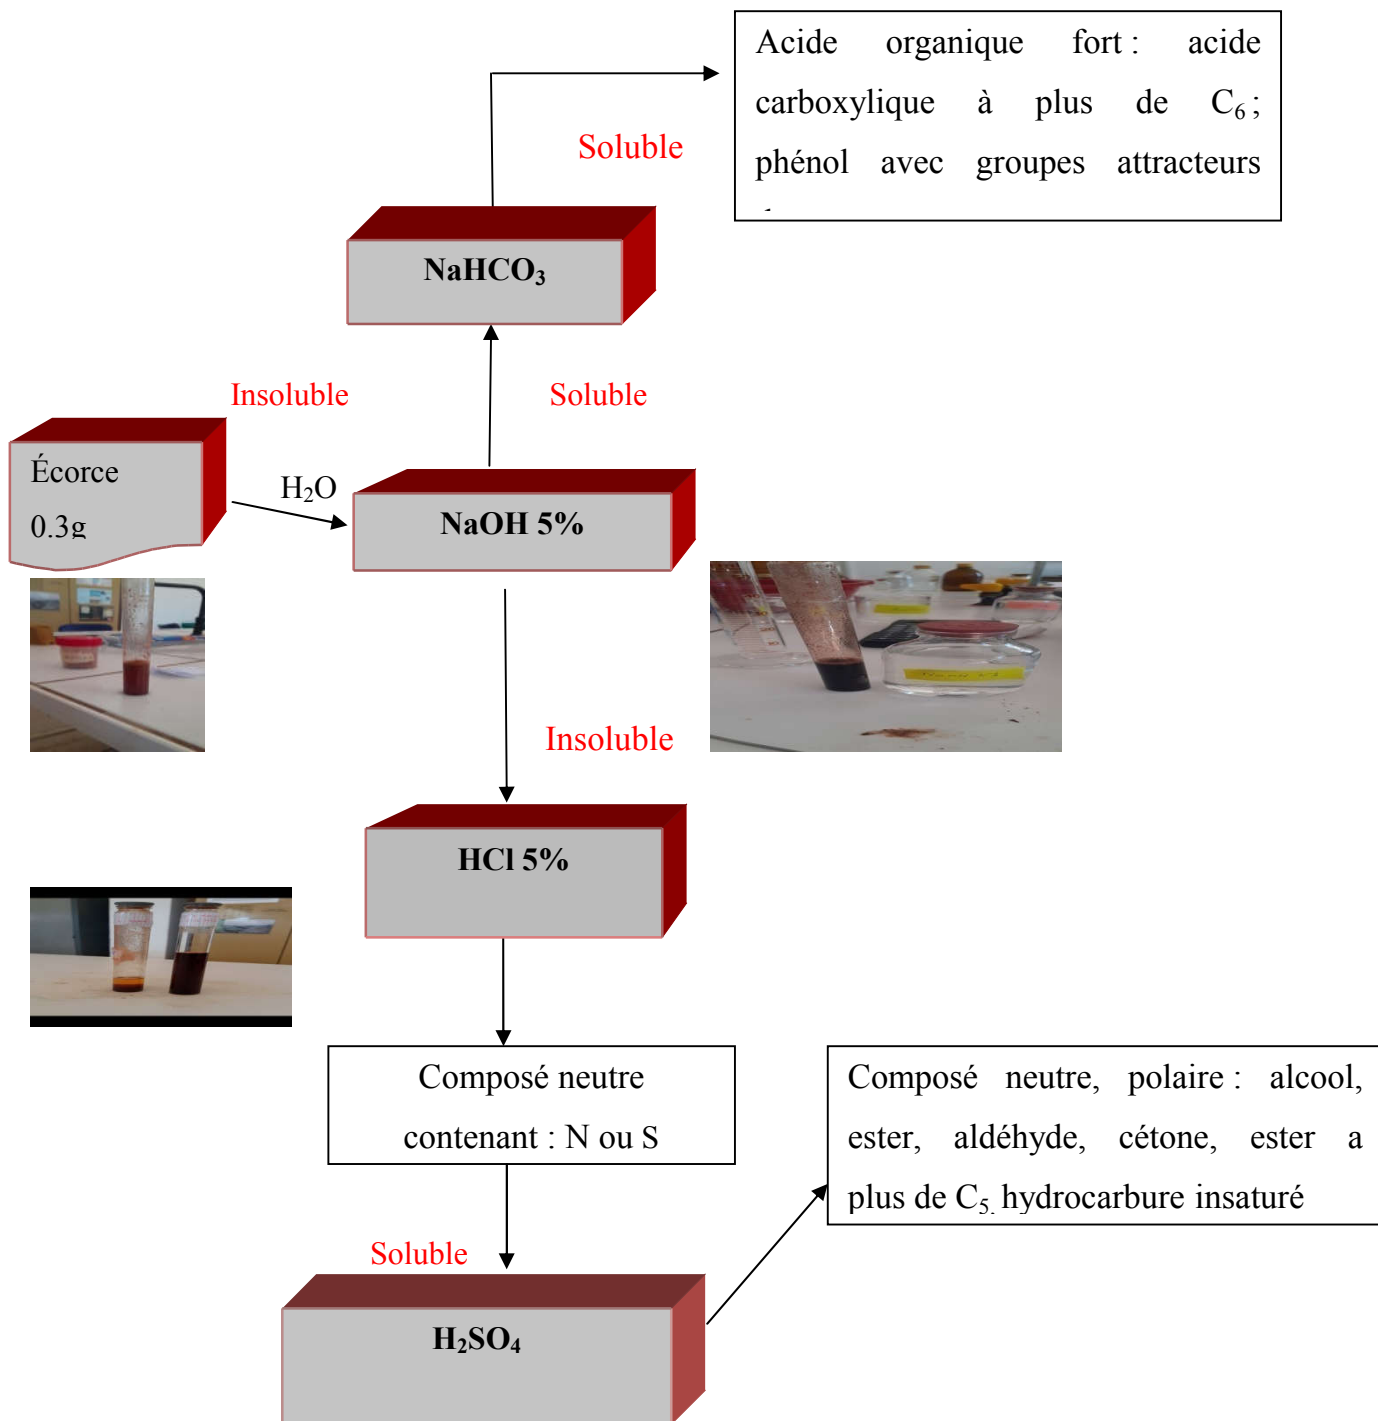 Acide organique fort : acide
carboxylique à plus de C₆ ;
phénol avec groupes attracteurs
Soluble
NaHCO₃
Insoluble
Soluble
Écorce
0.3g
H₂O
NaOH 5%
Insoluble
HCl 5%
Composé neutre
contenant : N ou S
Composé neutre, polaire : alcool,
ester, aldéhyde, cétone, ester a
plus de C₅, hydrocarbure insaturé
Soluble
H₂SO₄